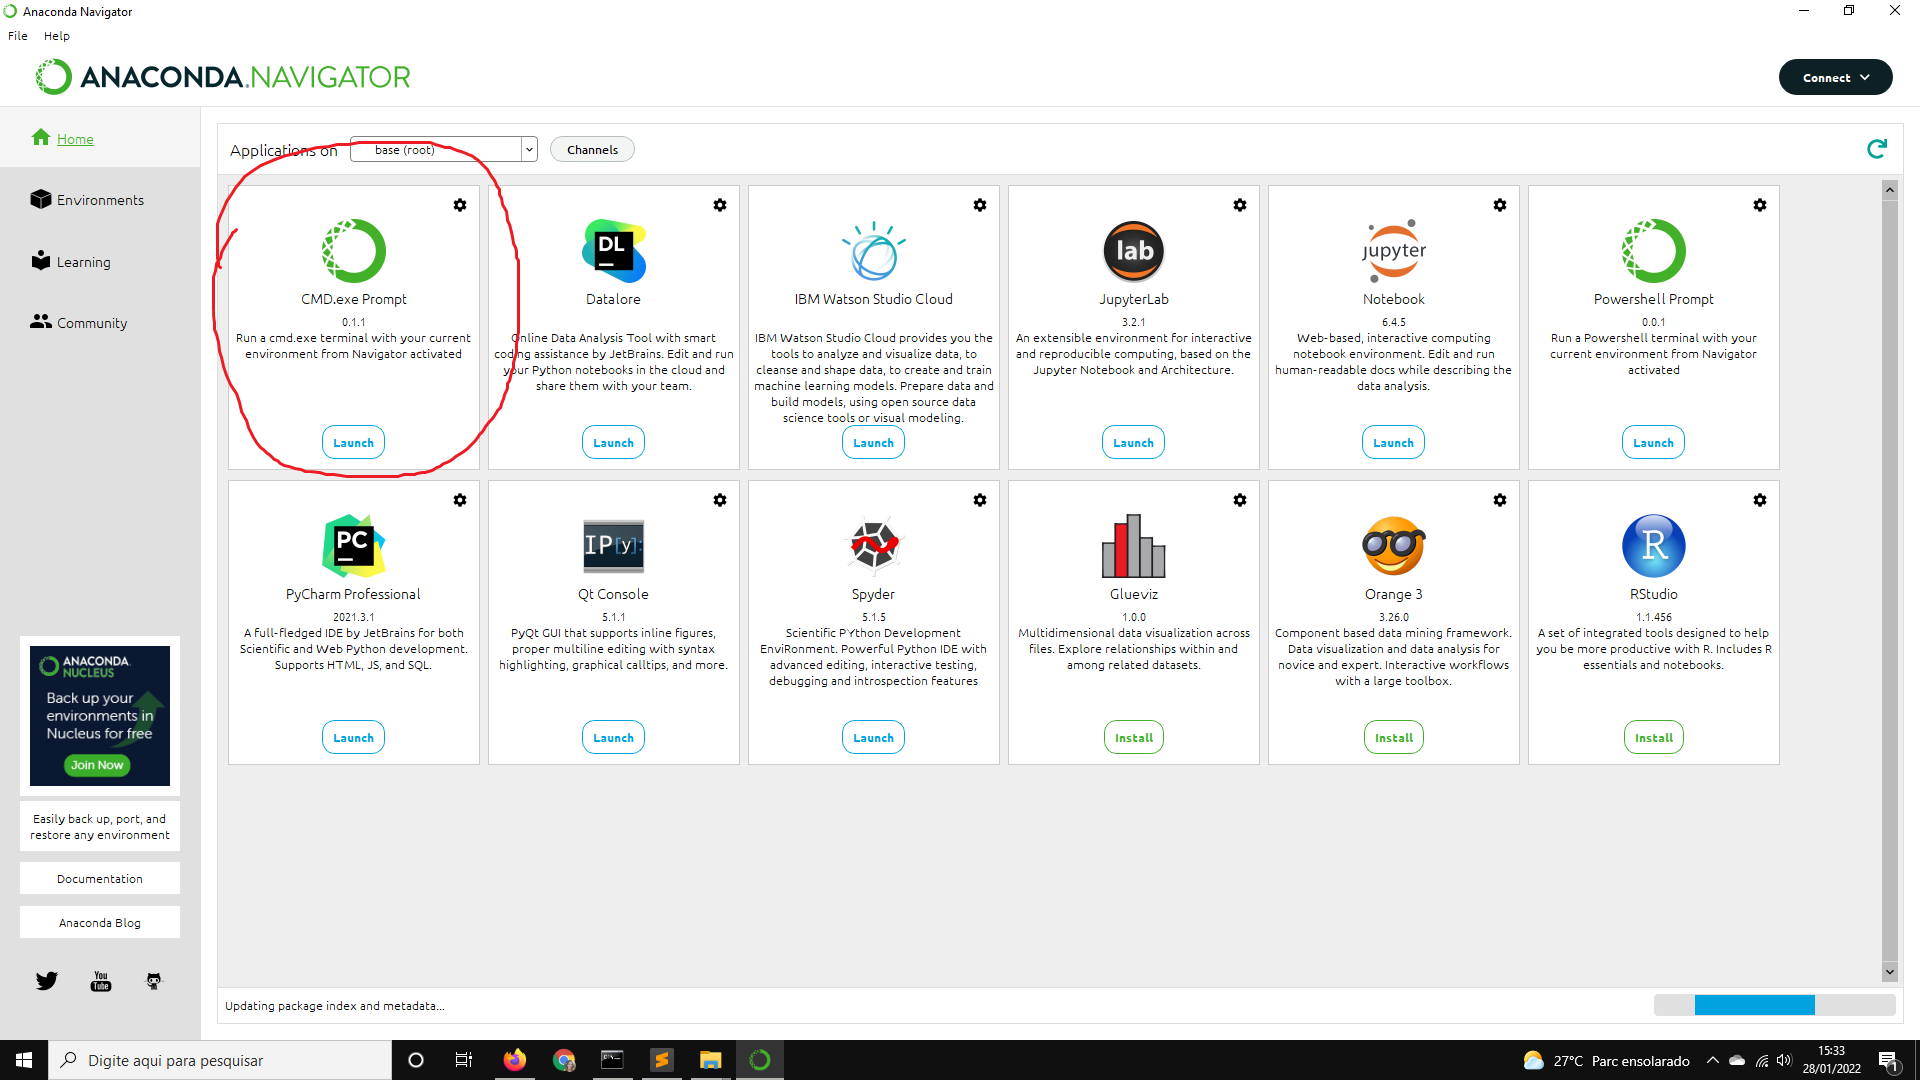 Anaconda Navigator
File Help
ANACONDA.NAVIGATOR
Connect
Home
Applications on base (root) Channels
Environments
Learning
Community
CMD.exe Prompt
0.1.1
Run a cmd.exe terminal with your current
environment from Navigator activated
Launch
Datalore
Online Data Analysis Tool with smart
coding assistance by JetBrains. Edit and run
your Python notebooks in the cloud and
share them with your team.
Launch
IBM Watson Studio Cloud
IBM Watson Studio Cloud provides you the
tools to analyze and visualize data, to
cleanse and shape data, to create and train
machine learning models. Prepare data and
build models, using open source data
science tools or visual modeling.
Launch
lab
JupyterLab
3.2.1
An extensible environment for interactive
and reproducible computing, based on the
Jupyter Notebook and Architecture.
Launch
jupyter
Notebook
6.4.5
Web-based, interactive computing
notebook environment. Edit and run
human-readable docs while describing the
data analysis.
Launch
Powershell Prompt
0.0.1
Run a Powershell terminal with your
current environment from Navigator
activated
Launch
DL
PC
PyCharm Professional
2021.3.1
A full-fledged IDE by JetBrains for both
Scientific and Web Python development.
Supports HTML, JS, and SQL.
Launch
IP[y]:
Qt Console
5.1.1
PyQt GUI that supports inline figures,
proper multiline editing with syntax
highlighting, graphical calltips, and more.
Launch
Spyder
5.1.5
Scientific PYthon Development
EnviRonment. Powerful Python IDE with
advanced editing, interactive testing,
debugging and introspection features
Launch
Glueviz
1.0.0
Multidimensional data visualization across
files. Explore relationships within and
among related datasets.
Install
Orange 3
3.26.0
Component based data mining framework.
Data visualization and data analysis for
novice and expert. Interactive workflows
with a large toolbox.
Install
R
RStudio
1.1.456
A set of integrated tools designed to help
you be more productive with R. Includes R
essentials and notebooks.
Install
ANACONDA.
NUCLEUS
Back up your
environments in
Nucleus for free
Join Now
Easily back up, port, and
restore any environment
Documentation
Anaconda Blog
You
Tube
Updating package index and metadata...
Digite aqui para pesquisar
27°C Parc ensolarado
15:33
28/01/2022
1